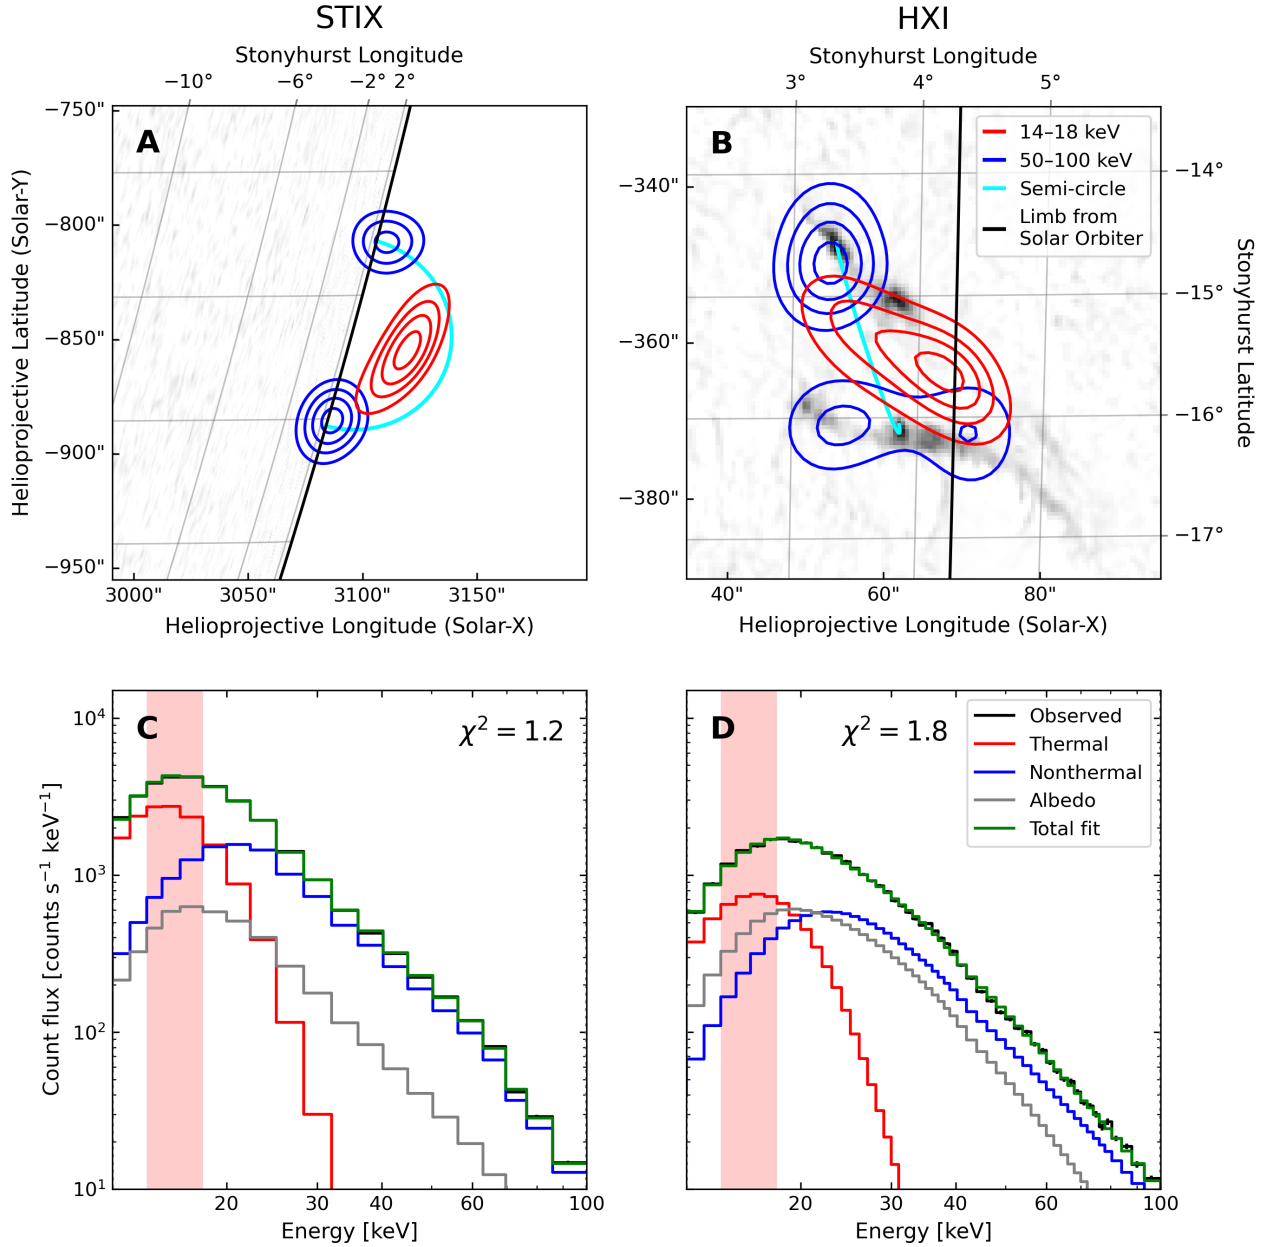 STIX
HXI
Stonyhurst Longitude
Stonyhurst Longitude
−10° −6° −2° 2°
3° 4° 5°
−750"
−800"
−850"
−900"
−950"
Heliprojective Latitude (Solar-Y)
A
3000" 3050" 3100" 3150"
Helioprojective Longitude (Solar-X)
B
14–18 keV
50–100 keV
Semi-circle
Limb from
Solar Orbiter
−340"
−360"
−380"
−14°
−15°
−16°
−17°
Stonyhurst Latitude
40" 60" 80"
Helioprojective Longitude (Solar-X)
C
χ² = 1.2
10⁴
10³
10²
10¹
Count flux [counts s⁻¹ keV⁻¹]
20 30 40 60 100
Energy [keV]
D
χ² = 1.8
Observed
Thermal
Nonthermal
Albedo
Total fit
20 30 40 60 100
Energy [keV]